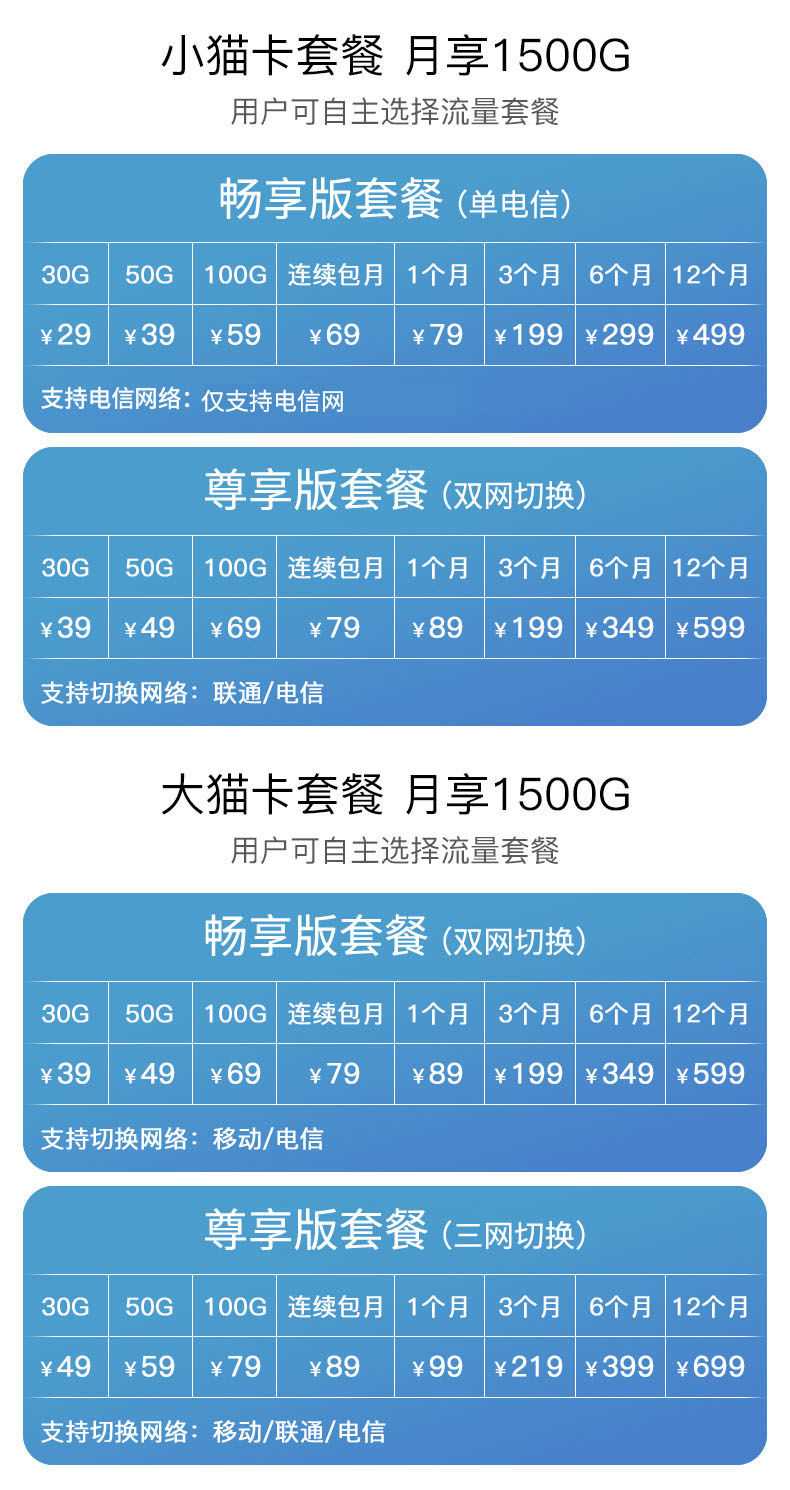 小猫卡套餐 月享1500G
用户可自主选择流量套餐
畅享版套餐（单电信）
30G 50G 100G 连续包月 1个月 3个月 6个月 12个月
¥29 ¥39 ¥59 ¥69 ¥79 ¥199 ¥299 ¥499
支持电信网络：仅支持电信网
尊享版套餐（双网切换）
30G 50G 100G 连续包月 1个月 3个月 6个月 12个月
¥39 ¥49 ¥69 ¥79 ¥89 ¥199 ¥349 ¥599
支持切换网络：联通/电信
大猫卡套餐 月享1500G
用户可自主选择流量套餐
畅享版套餐（双网切换）
30G 50G 100G 连续包月 1个月 3个月 6个月 12个月
¥39 ¥49 ¥69 ¥79 ¥89 ¥199 ¥349 ¥599
支持切换网络：移动/电信
尊享版套餐（三网切换）
30G 50G 100G 连续包月 1个月 3个月 6个月 12个月
¥49 ¥59 ¥79 ¥89 ¥99 ¥219 ¥399 ¥699
支持切换网络：移动/联通/电信